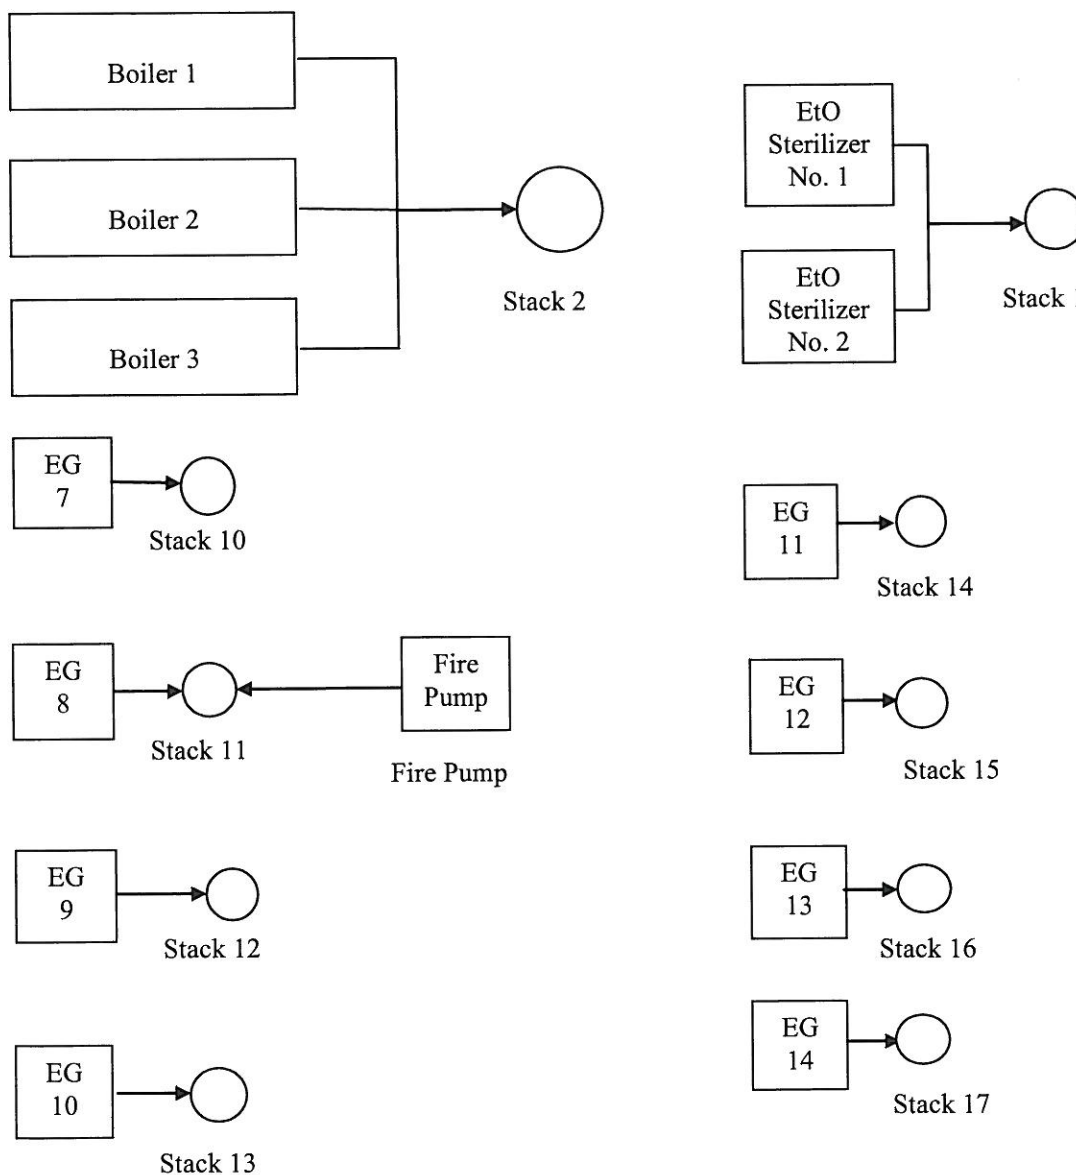 Boiler 1
Boiler 2
Boiler 3
Stack 2
EtO
Sterilizer
No. 1
EtO
Sterilizer
No. 2
Stack
EG
7
Stack 10
EG
8
Stack 11
Fire
Pump
Fire Pump
EG
9
Stack 12
EG
10
Stack 13
EG
11
Stack 14
EG
12
Stack 15
EG
13
Stack 16
EG
14
Stack 17